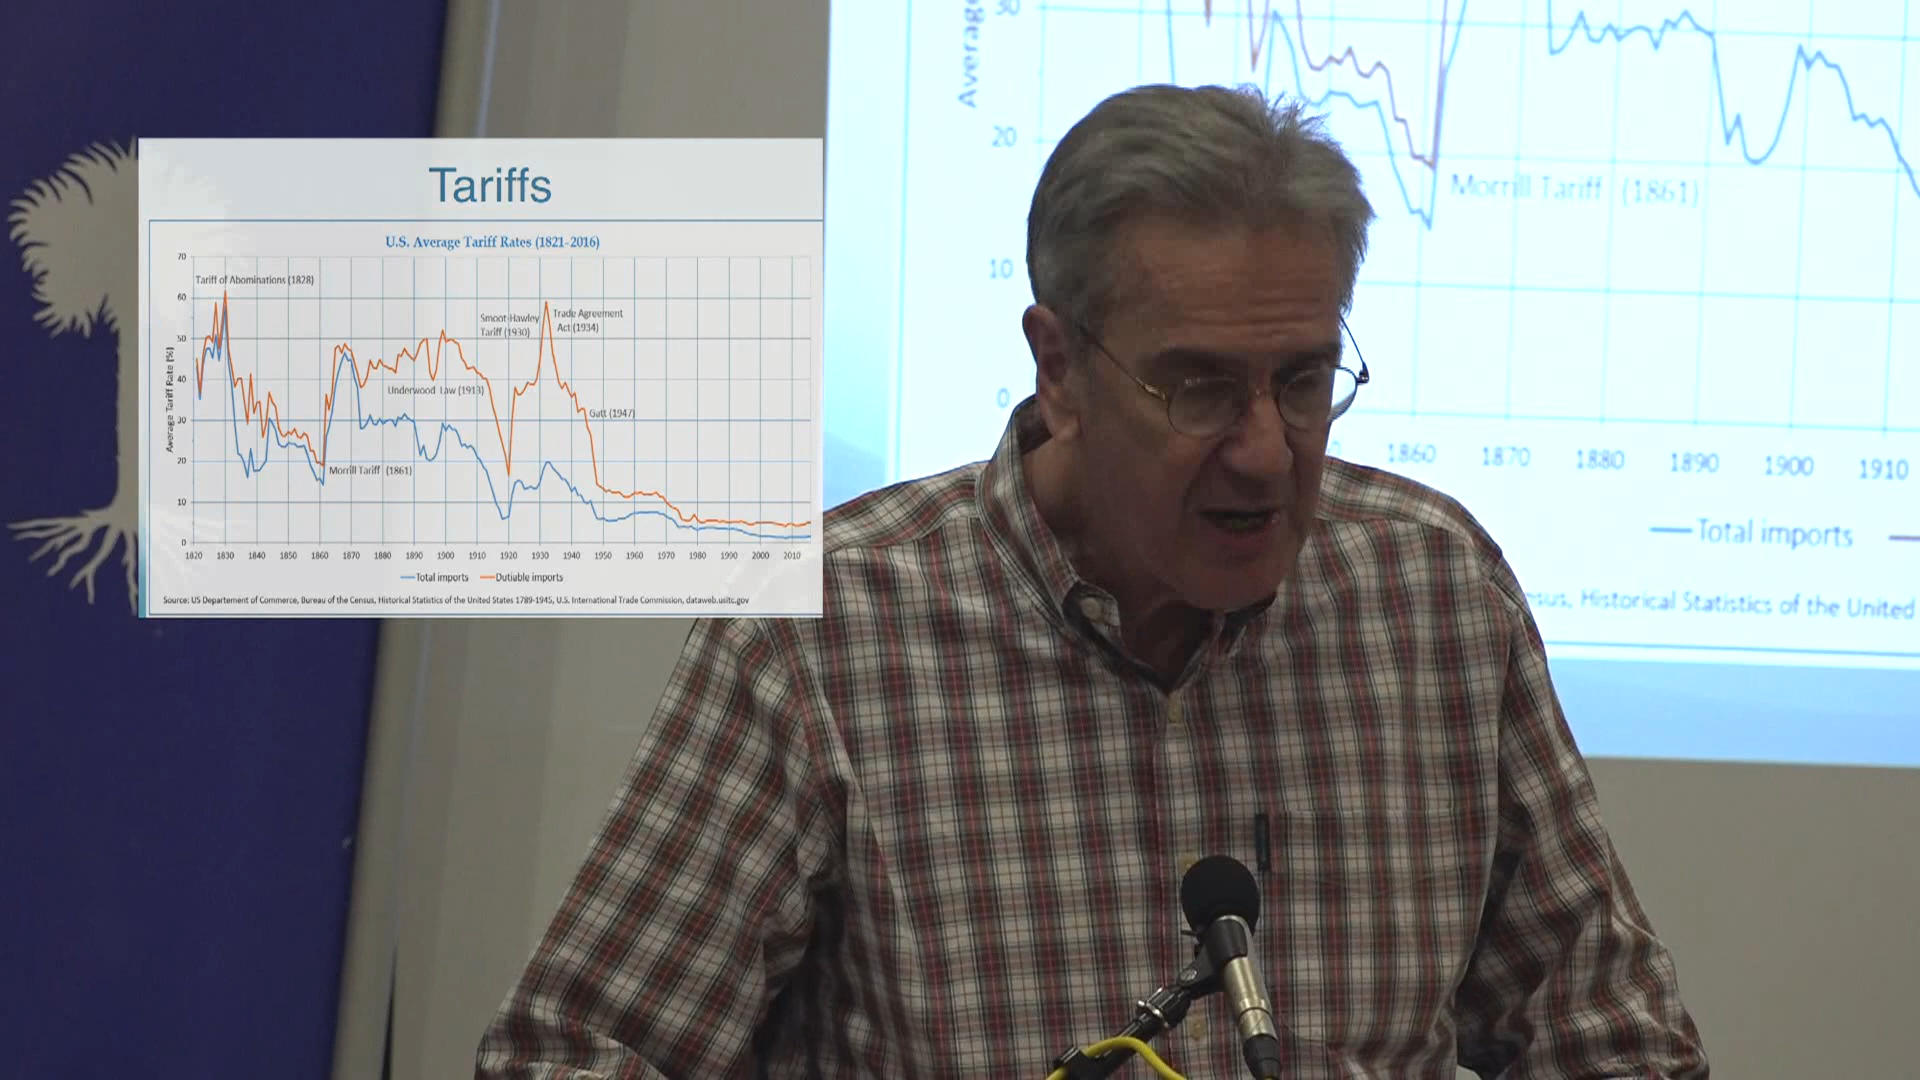 Tariffs
U.S. Average Tariff Rates (1821-2016)
Average Tariff Rate (%)
70
60
50
40
30
20
10
0
Tariff of Abominations (1828)
Smoot-Hawley
Tariff (1930)
Trade Agreement
Act (1934)
Underwood Law (1913)
Gatt (1947)
Morrill Tariff (1861)
1820 1830 1840 1850 1860 1870 1880 1890 1900 1910 1920 1930 1940 1950 1960 1970 1980 1990 2000 2010
Total imports Dutiable imports
Source: US Departement of Commerce, Bureau of the Census, Historical Statistics of the United States 1789-1945, U.S. International Trade Commission, dataweb.usitc.gov
Average
30
20
10
0
Morrill Tariff (1861)
1860 1870 1880 1890 1900 1910
Total imports
Historical Statistics of the United